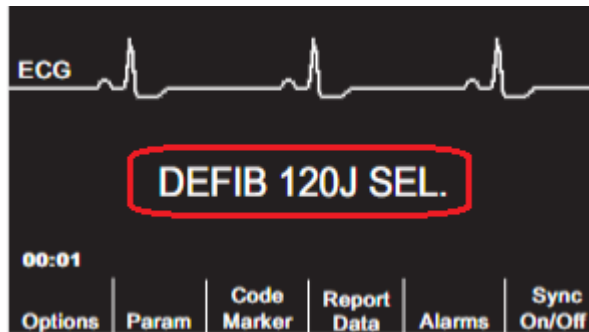 ECG
DEFIB 120J SEL.
00:01
Options
Param
Code
Marker
Report
Data
Alarms
Sync
On/Off